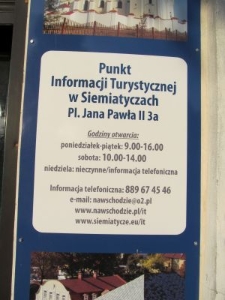 Punkt
Informacji Turystycznej
w Siemiatyczach
Pl. Jana Pawła II 3a
Godziny otwarcia:
poniedziałek-piątek: 9.00-16.00
sobota: 10.00-14.00
niedziela: nieczynne/informacja telefoniczna
Informacja telefoniczna: 889 67 45 46
e-mail: nawschodzie@o2.pl
www.nawschodzie.pl/it
www.siemiatycze.eu/it